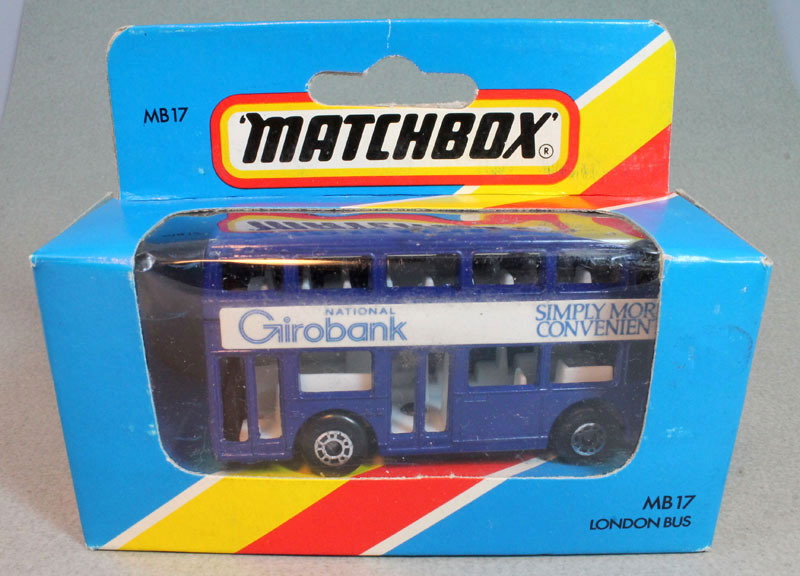 MB17
'MATCHBOX'®
NATIONAL
Girobank
SIMPLY MOR
CONVENIENT
MB17
LONDON BUS